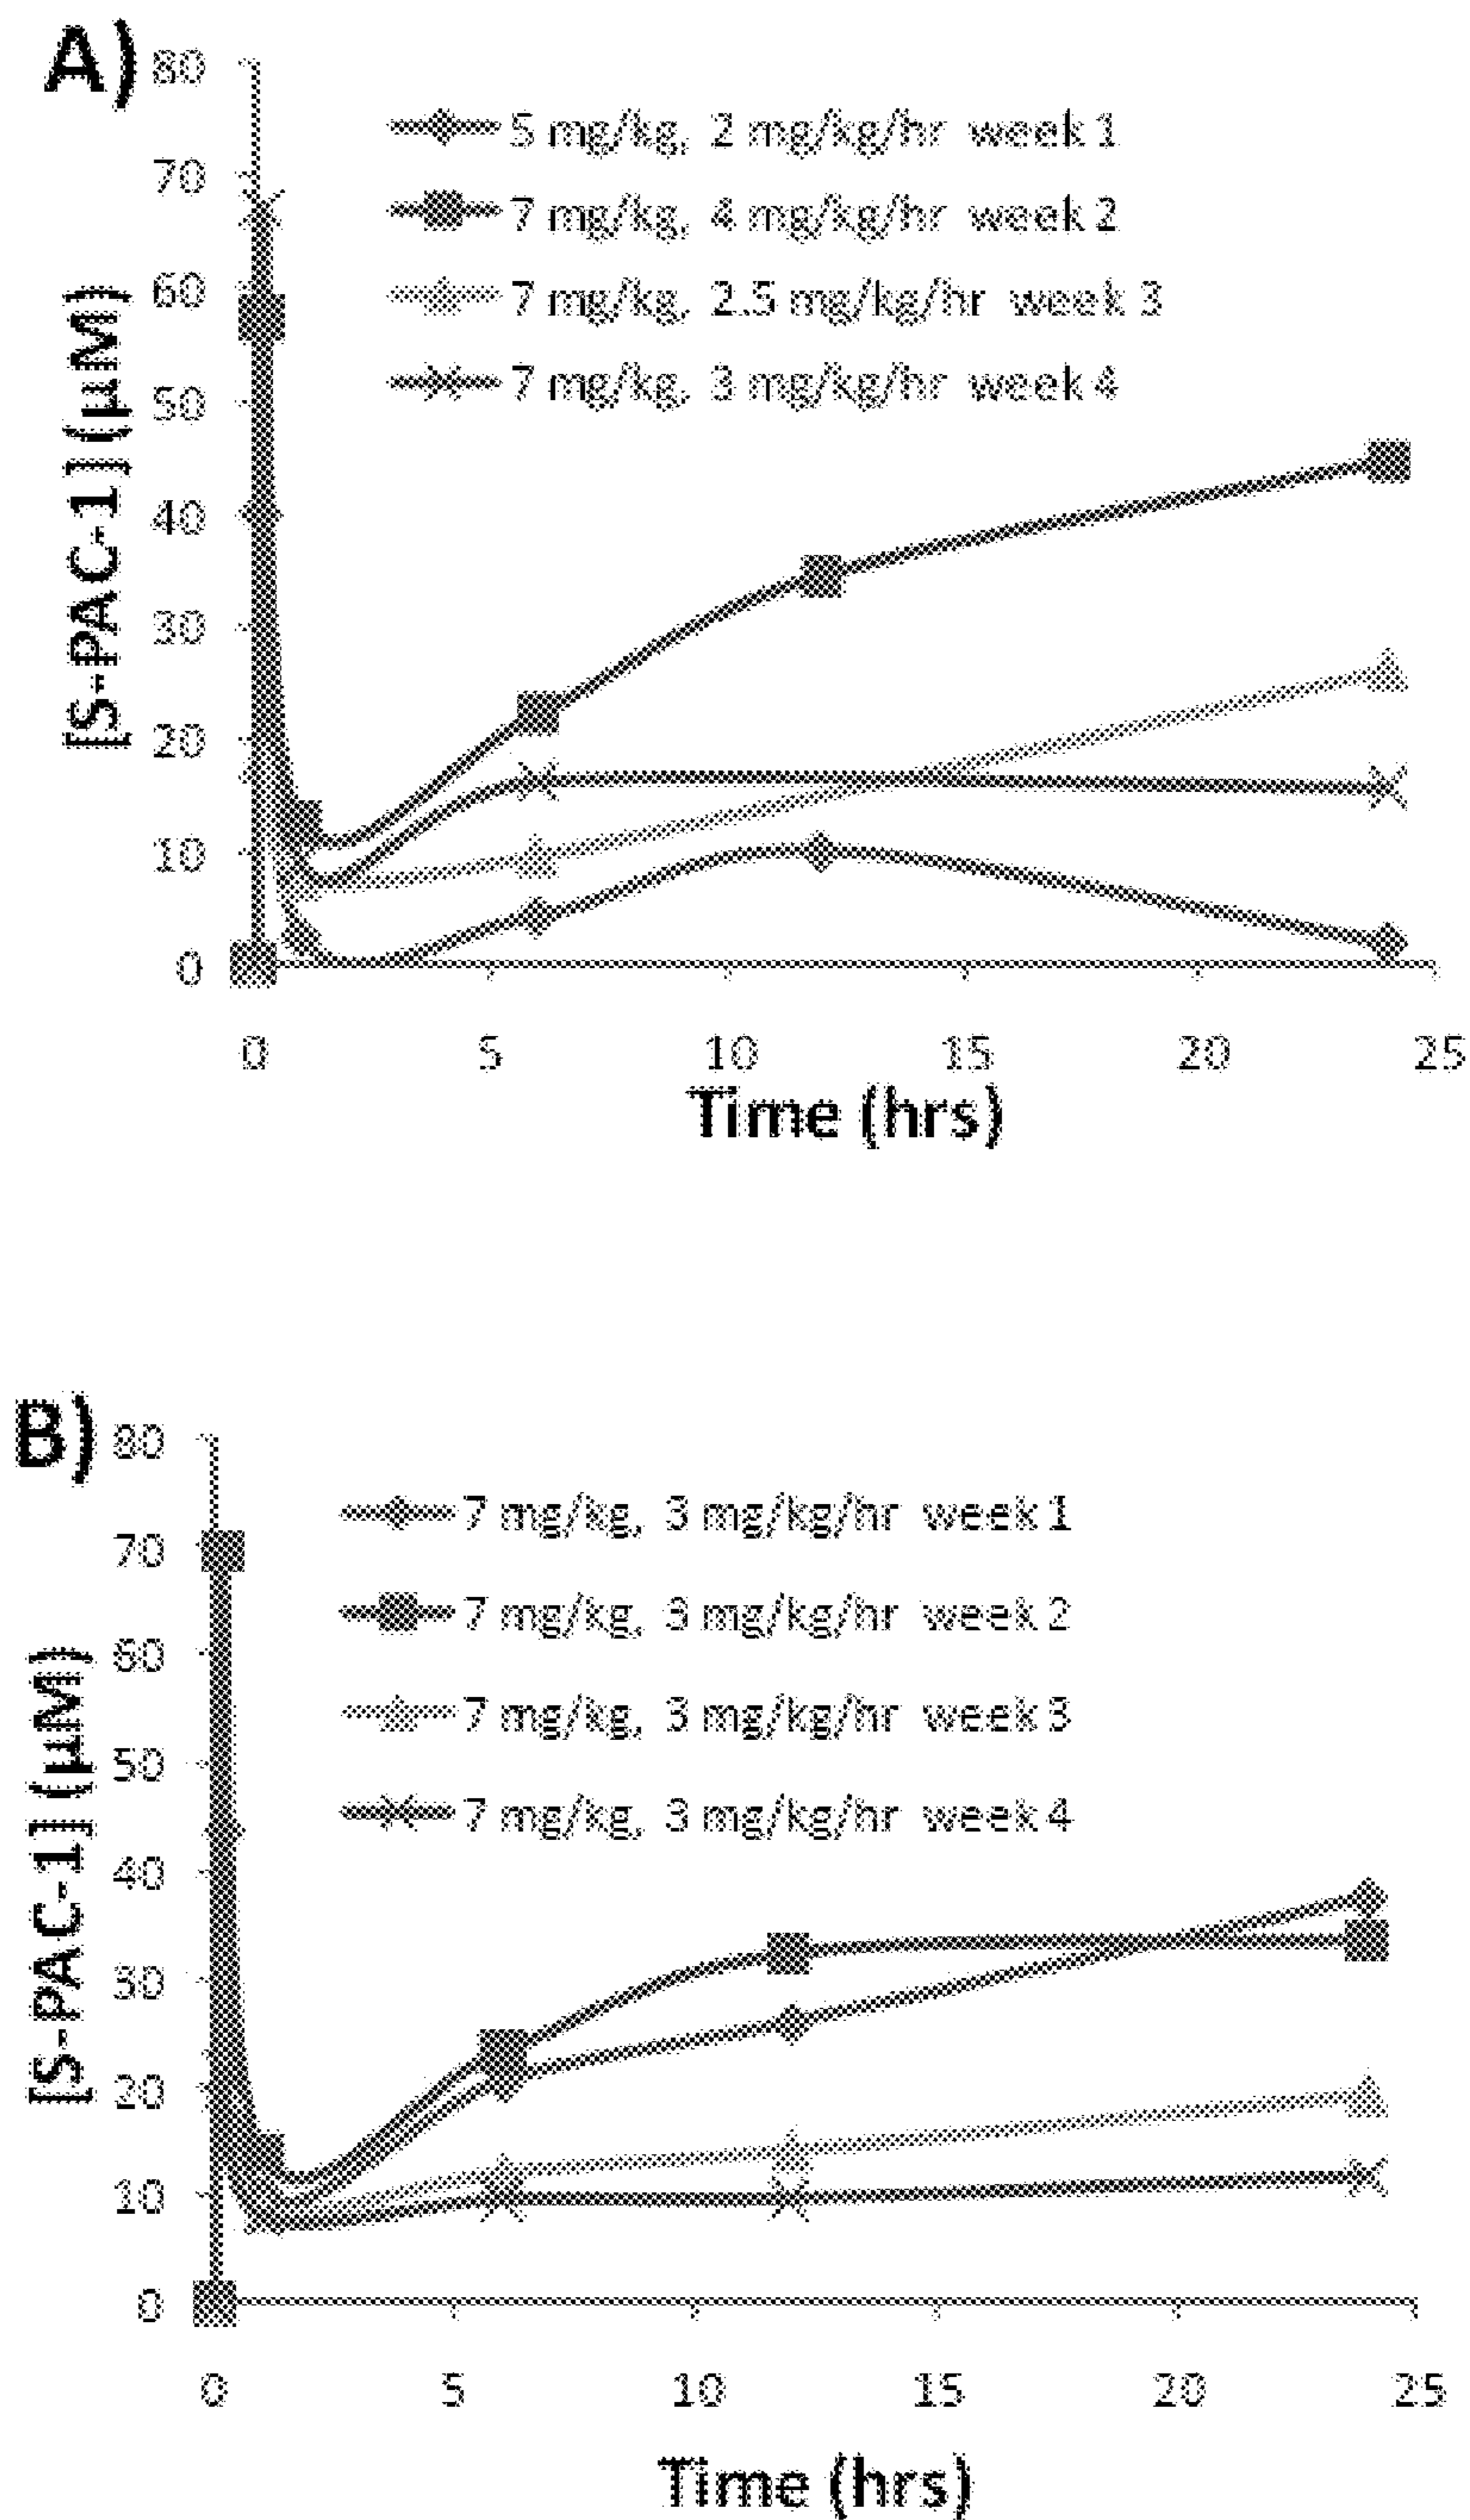 A)
80
70
60
50
40
30
20
10
0
[S-PAC-1] (μM)
5 mg/kg, 2 mg/kg/hr week 1
7 mg/kg, 4 mg/kg/hr week 2
7 mg/kg, 2.5 mg/kg/hr week 3
7 mg/kg, 3 mg/kg/hr week 4
0 5 10 15 20 25
Time (hrs)
B)
80
70
60
50
40
30
20
10
0
[S-PAC-1] (μM)
7 mg/kg, 3 mg/kg/hr week 1
7 mg/kg, 3 mg/kg/hr week 2
7 mg/kg, 3 mg/kg/hr week 3
7 mg/kg, 3 mg/kg/hr week 4
0 5 10 15 20 25
Time (hrs)